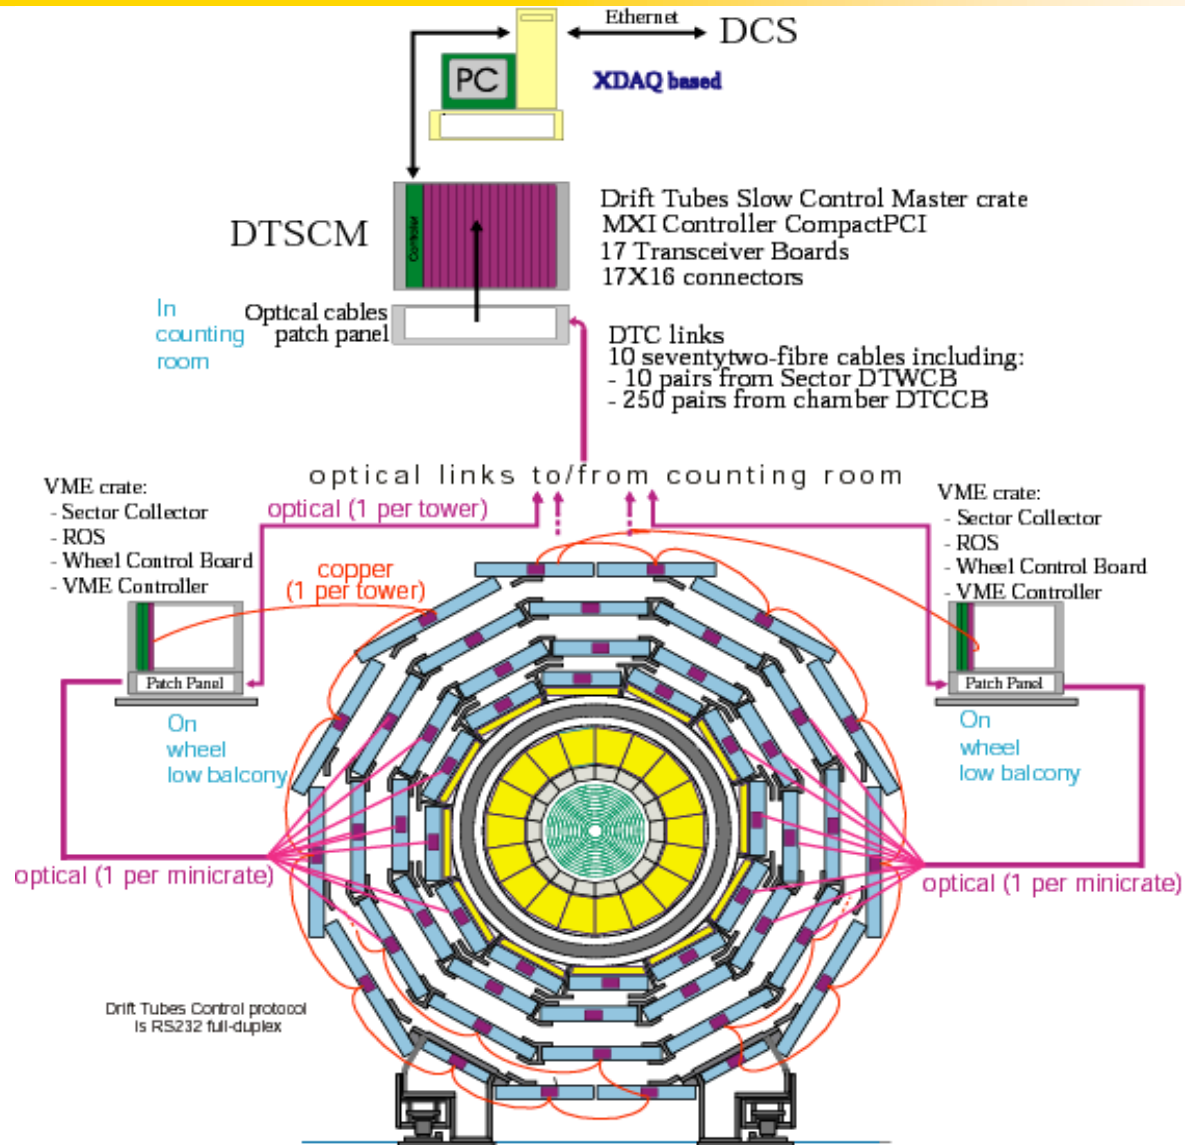 Ethernet
DCS
PC
XDAQ based
DTSCM
Controller
Drift Tubes Slow Control Master crate
MXI Controller CompactPCI
17 Transceiver Boards
17X16 connectors
In
counting
room
Optical cables
patch panel
DTC links
10 seventytwo-fibre cables including:
- 10 pairs from Sector DTWCB
- 250 pairs from chamber DTCCB
optical links to/from counting room
VME crate:
- Sector Collector
- ROS
- Wheel Control Board
- VME Controller
optical (1 per tower)
copper
(1 per tower)
VME crate:
- Sector Collector
- ROS
- Wheel Control Board
- VME Controller
Patch Panel
On
wheel
low balcony
Patch Panel
On
wheel
low balcony
optical (1 per minicrate)
optical (1 per minicrate)
Drift Tubes Control protocol
is RS232 full-duplex